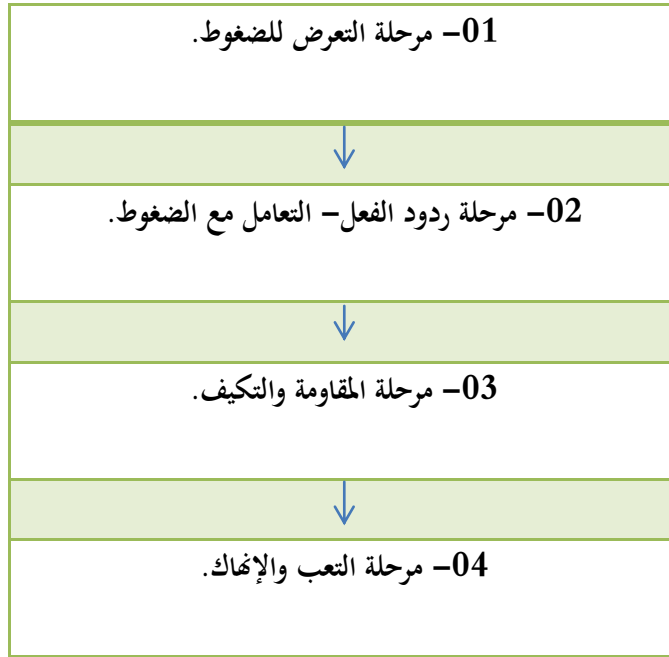 01- مرحلة التعرض للضغوط.
02- مرحلة ردود الفعل- التعامل مع الضغوط.
03- مرحلة المقاومة والتكيف.
04- مرحلة التعب والإنهاك.